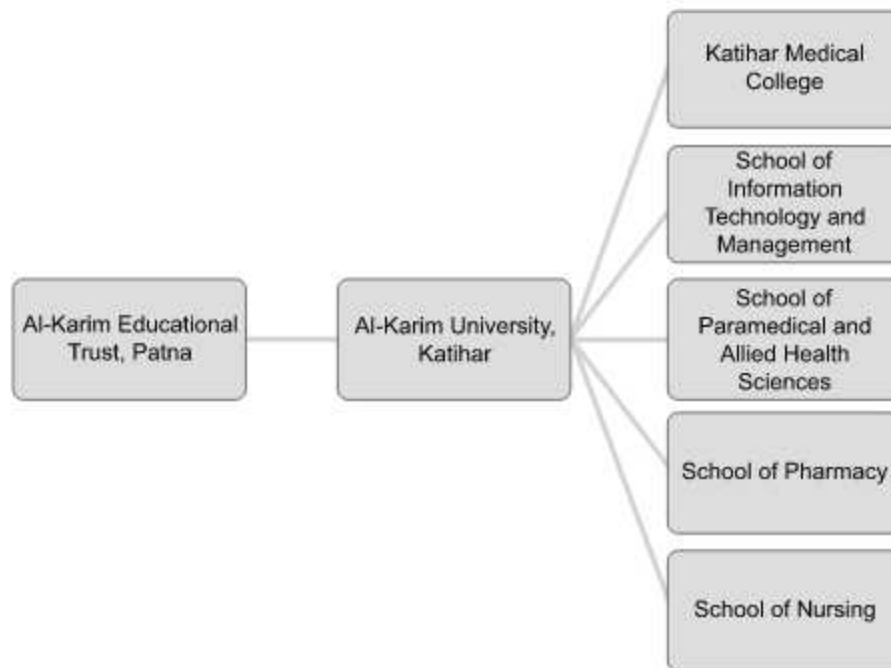 Katihar Medical
College
School of
Information
Technology and
Management
Al-Karim Educational
Trust, Patna
Al-Karim University,
Katihar
School of
Paramedical and
Allied Health
Sciences
School of Pharmacy
School of Nursing